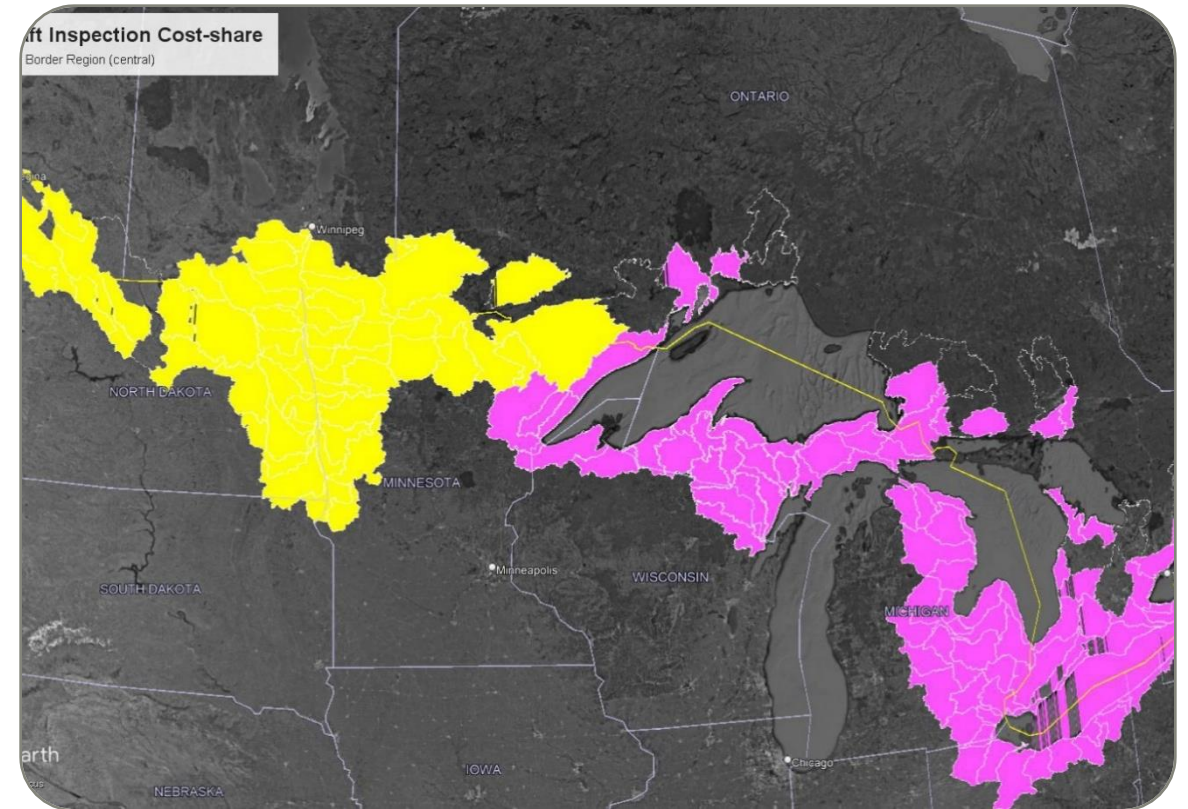 ft Inspection Cost-share
Border Region (central)
ONTARIO
Winnipeg
NORTH DAKOTA
MINNESOTA
Minneapolis
SOUTH DAKOTA
WISCONSIN
MICHIGAN
Chicago
IOWA
NEBRASKA
arth